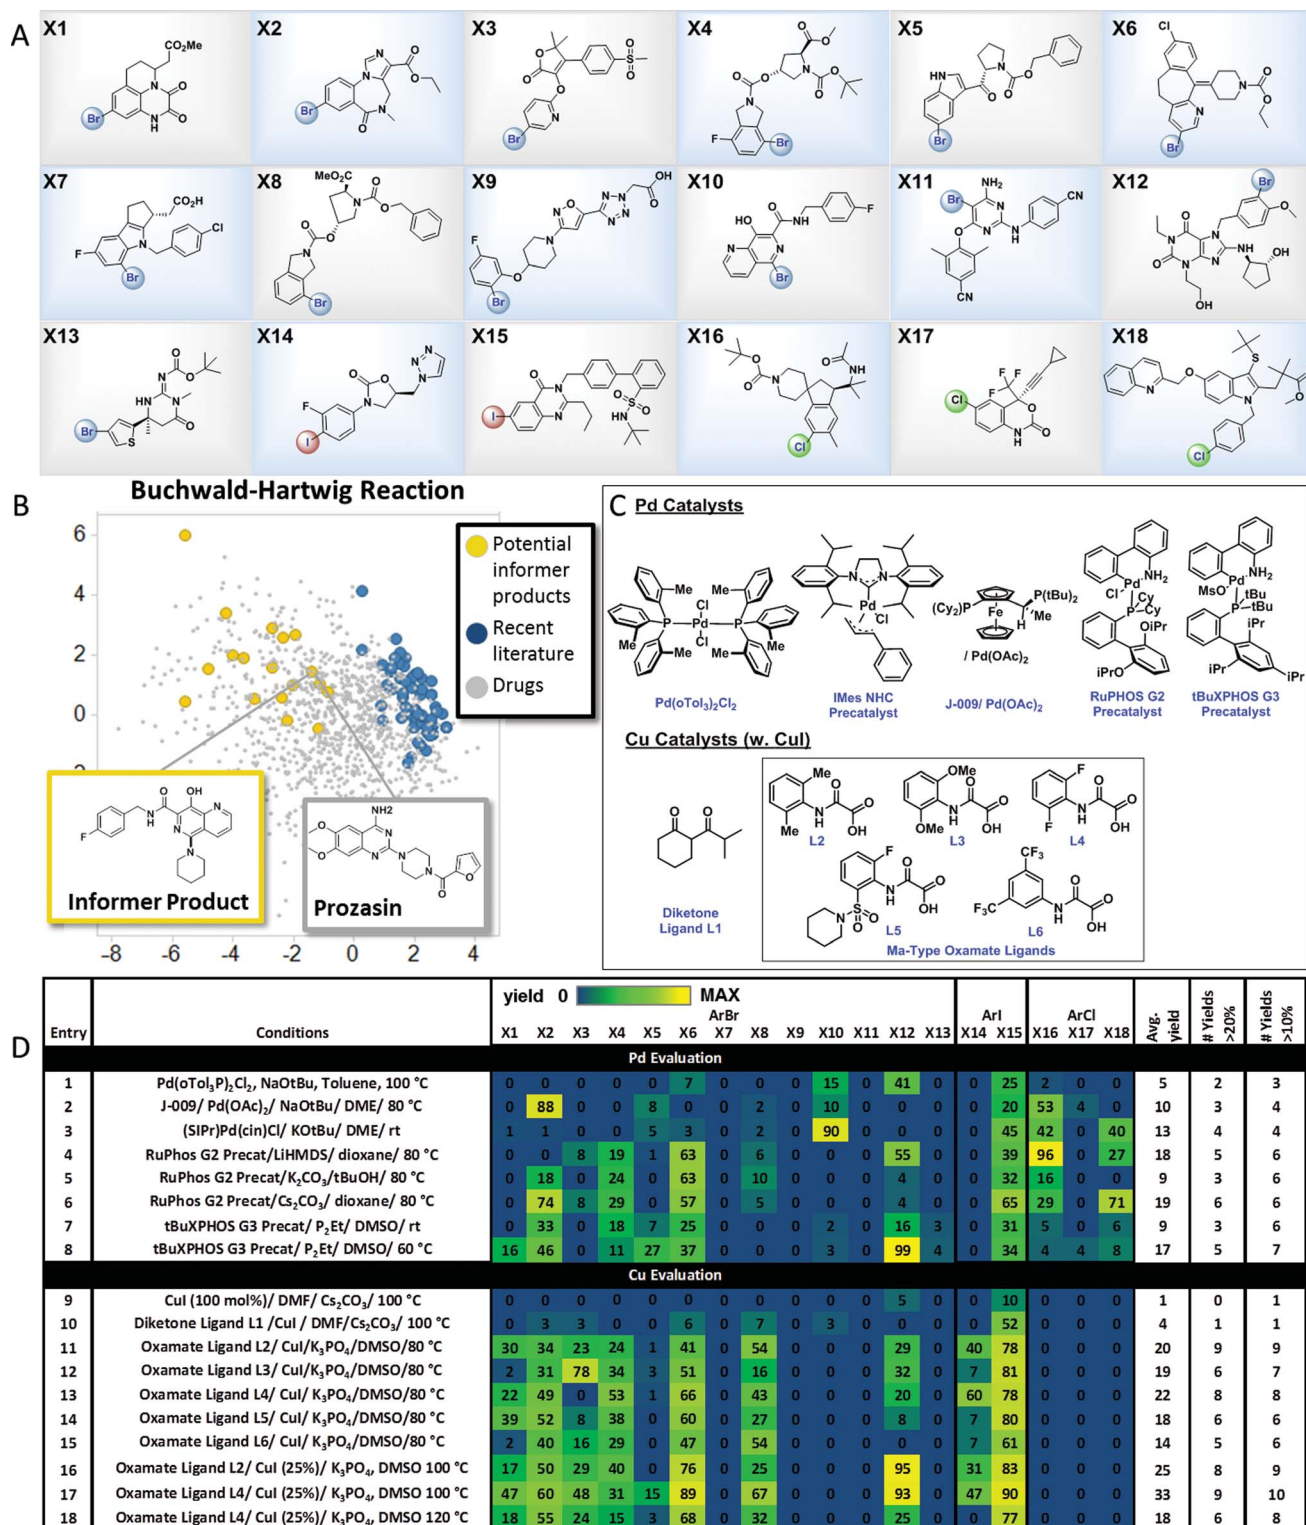 A
X1 X2 X3 X4 X5 X6
X7 X8 X9 X10 X11 X12
X13 X14 X15 X16 X17 X18
B
Buchwald-Hartwig Reaction
6
4
2
0
-8 -6 -4 -2 0 2 4
Potential informer products
Recent literature
Drugs
Informer Product
Prozasin
C
Pd Catalysts
Pd(oTol₃)₂Cl₂
IMes NHC
Precatalyst
/ Pd(OAc)₂
J-009/ Pd(OAc)₂
RuPHOS G2
Precatalyst
tBuXPHOS G3
Precatalyst
Cu Catalysts (w. CuI)
Diketone
Ligand L1
L2
L3
L4
L5
L6
Ma-Type Oxamate Ligands
D
yield 0 MAX
ArBr ArI ArCl
Entry Conditions X1 X2 X3 X4 X5 X6 X7 X8 X9 X10 X11 X12 X13 X14 X15 X16 X17 X18 Avg. yield # Yields >20% # Yields >10%
Pd Evaluation
1 Pd(oTol₃P)₂Cl₂, NaOtBu, Toluene, 100 °C 0 0 0 0 0 7 0 0 0 15 0 41 0 0 25 2 0 0 5 2 3
2 J-009/ Pd(OAc)₂/ NaOtBu/ DME/ 80 °C 0 88 0 0 8 0 0 2 0 10 0 0 0 0 20 53 4 0 10 3 4
3 (SIPr)Pd(cin)Cl/ KOtBu/ DME/ rt 1 1 0 0 5 3 0 2 0 90 0 0 0 0 45 42 0 40 13 4 4
4 RuPhos G2 Precat/LiHMDS/ dioxane/ 80 °C 0 0 8 19 1 63 0 6 0 0 0 55 0 0 39 96 0 27 18 5 6
5 RuPhos G2 Precat/K₂CO₃/tBuOH/ 80 °C 0 18 0 24 0 63 0 10 0 0 0 4 0 0 32 16 0 0 9 3 6
6 RuPhos G2 Precat/Cs₂CO₃/ dioxane/ 80 °C 0 74 8 29 0 57 0 5 0 0 0 4 0 0 65 29 0 71 19 6 6
7 tBuXPHOS G3 Precat/ P₂Et/ DMSO/ rt 0 33 0 18 7 25 0 0 0 2 0 16 3 0 31 5 0 6 9 3 6
8 tBuXPHOS G3 Precat/ P₂Et/ DMSO/ 60 °C 16 46 0 11 27 37 0 0 0 3 0 99 4 0 34 4 4 8 17 5 7
Cu Evaluation
9 CuI (100 mol%)/ DMF/ Cs₂CO₃/ 100 °C 0 0 0 0 0 0 0 0 0 0 0 5 0 0 10 0 0 0 1 0 1
10 Diketone Ligand L1 /CuI / DMF/Cs₂CO₃/ 100 °C 0 3 3 0 0 6 0 7 0 3 0 0 0 0 52 0 0 0 4 1 1
11 Oxamate Ligand L2/ CuI/K₃PO₄/DMSO/80 °C 30 34 23 24 1 41 0 54 0 0 0 29 0 40 78 0 0 0 20 9 9
12 Oxamate Ligand L3/ CuI/ K₃PO₄/DMSO/80 °C 2 31 78 34 3 51 0 16 0 0 0 32 0 7 81 0 0 0 19 6 7
13 Oxamate Ligand L4/ CuI/ K₃PO₄/DMSO/80 °C 22 49 0 53 1 66 0 43 0 0 0 20 0 60 78 0 0 0 22 8 8
14 Oxamate Ligand L5/ CuI/ K₃PO₄/DMSO/80 °C 39 52 8 38 0 60 0 27 0 0 0 8 0 7 80 0 0 0 18 6 6
15 Oxamate Ligand L6/ CuI/ K₃PO₄/DMSO/80 °C 2 40 16 29 0 47 0 54 0 0 0 0 0 7 61 0 0 0 14 5 6
16 Oxamate Ligand L2/ CuI (25%)/ K₃PO₄, DMSO 100 °C 17 50 29 40 0 76 0 25 0 0 0 95 0 31 83 0 0 0 25 8 9
17 Oxamate Ligand L4/ CuI (25%)/ K₃PO₄, DMSO 100 °C 47 60 48 31 15 89 0 67 0 0 0 93 0 47 90 0 0 0 33 9 10
18 Oxamate Ligand L4/ CuI (25%)/ K₃PO₄, DMSO 120 °C 18 55 24 15 3 68 0 32 0 0 0 25 0 0 77 0 0 0 18 6 8